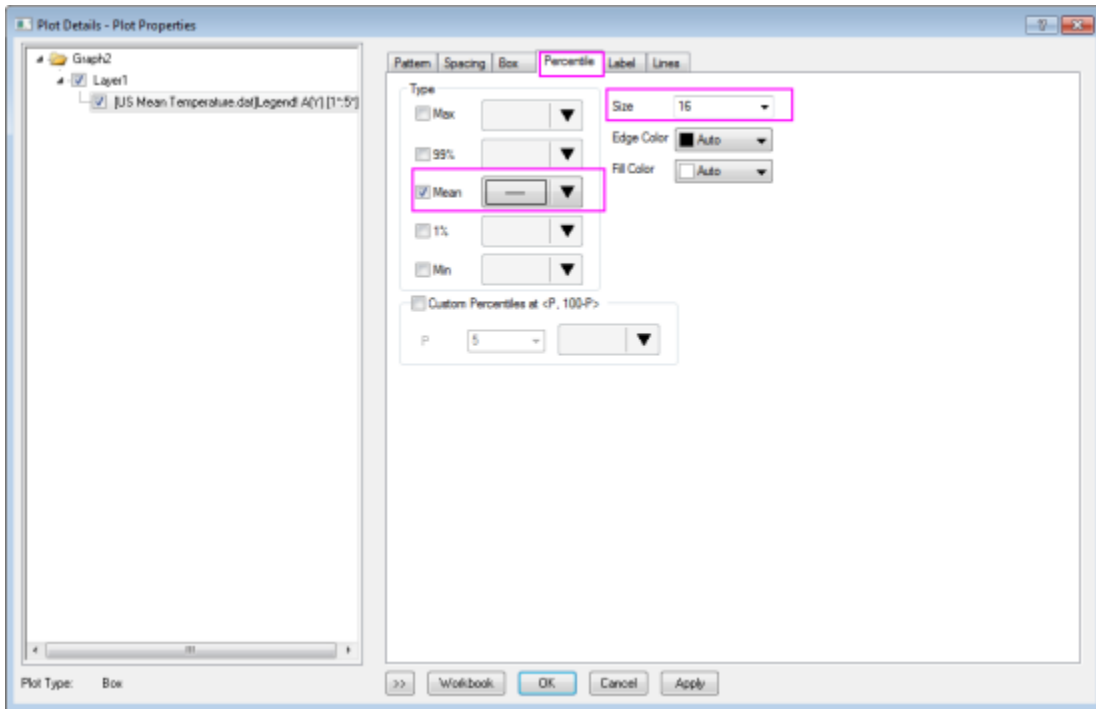 Plot Details - Plot Properties
Graph2
Layer1
[US Mean Temperature.dat]Legend! A(Y) [1*:5*]
Pattern Spacing Box Percentile Label Lines
Type
Max
99%
Mean
1%
Min
Size 16
Edge Color Auto
Fill Color Auto
Custom Percentiles at <P, 100-P>
P 5
Plot Type: Box
>> Workbook OK Cancel Apply